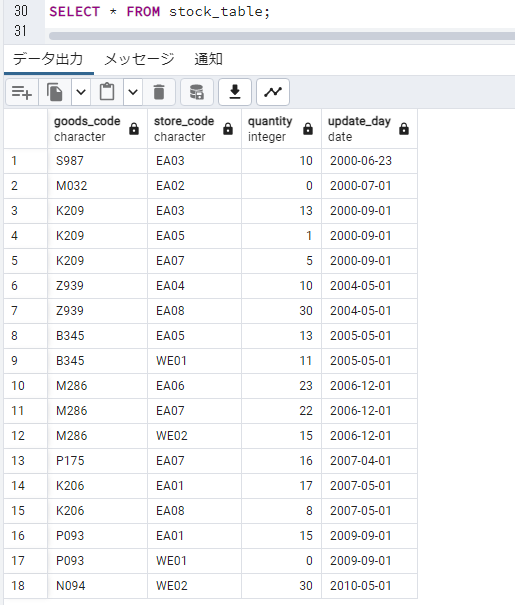 30 SELECT * FROM stock_table;
31
データ出力 メッセージ 通知
goods_code store_code quantity update_day
character character integer date
1 S987 EA03 10 2000-06-23
2 M032 EA02 0 2000-07-01
3 K209 EA03 13 2000-09-01
4 K209 EA05 1 2000-09-01
5 K209 EA07 5 2000-09-01
6 Z939 EA04 10 2004-05-01
7 Z939 EA08 30 2004-05-01
8 B345 EA05 13 2005-05-01
9 B345 WE01 11 2005-05-01
10 M286 EA06 23 2006-12-01
11 M286 EA07 22 2006-12-01
12 M286 WE02 15 2006-12-01
13 P175 EA07 16 2007-04-01
14 K206 EA01 17 2007-05-01
15 K206 EA08 8 2007-05-01
16 P093 EA01 15 2009-09-01
17 P093 WE01 0 2009-09-01
18 N094 WE02 30 2010-05-01